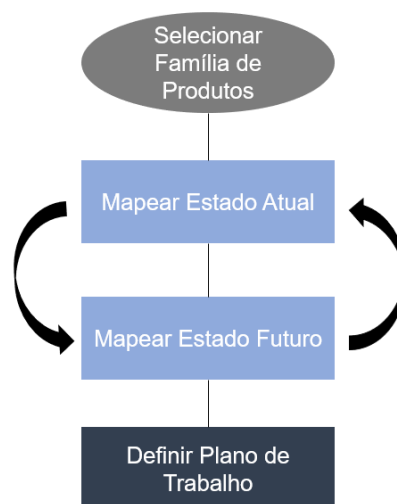 Selecionar
Família de
Produtos
Mapear Estado Atual
Mapear Estado Futuro
Definir Plano de
Trabalho